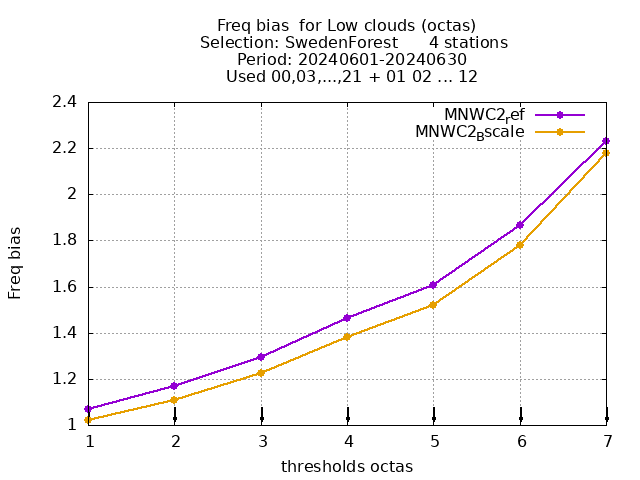 Freq bias  for Low clouds (octas)
Selection: SwedenForest      4 stations
Period: 20240601-20240630
Used 00,03,...,21 + 01 02 ... 12
MNWC2ref
MNWC2Bscale
2.4
2.2
2
1.8
1.6
1.4
1.2
1
Freq bias
1 2 3 4 5 6 7
thresholds octas